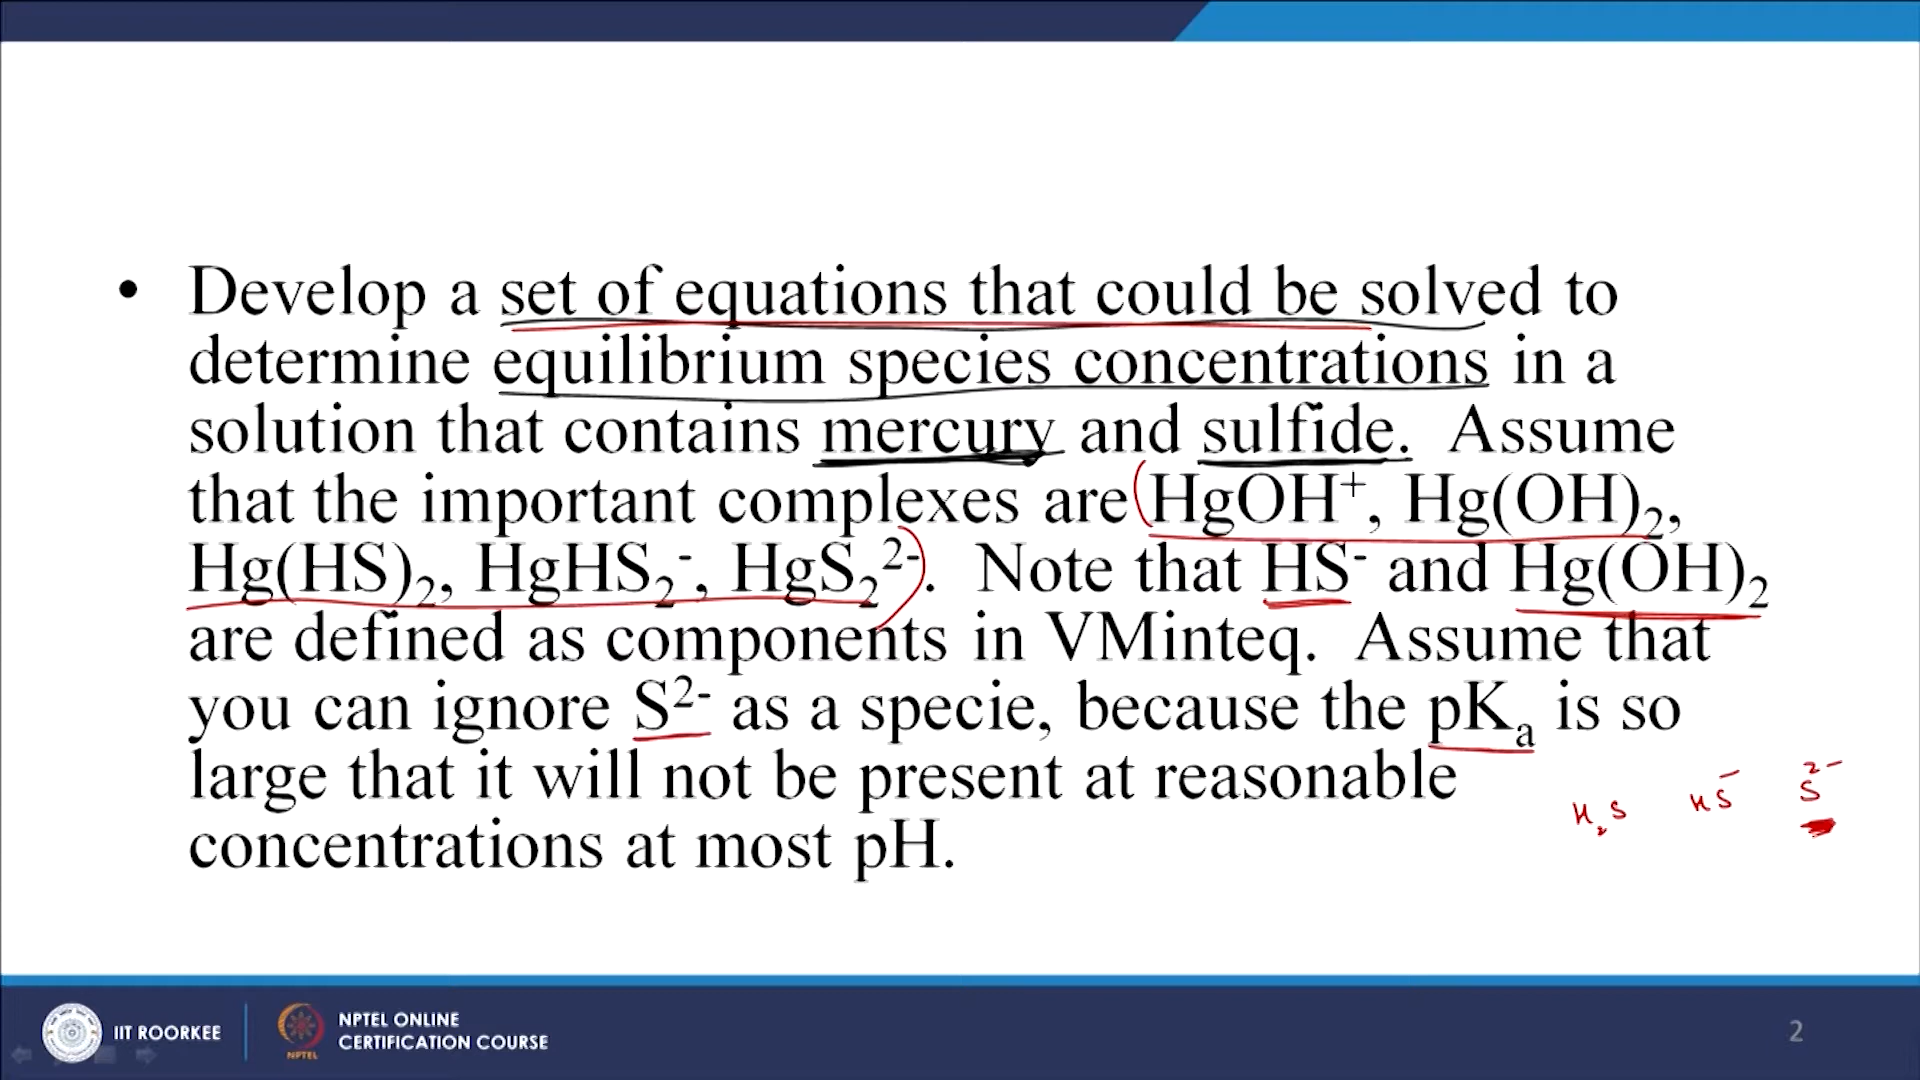 • Develop a set of equations that could be solved to
determine equilibrium species concentrations in a
solution that contains mercury and sulfide. Assume
that the important complexes are (HgOH⁺, Hg(OH)₂,
Hg(HS)₂, HgHS₂⁻, HgS₂²⁻). Note that HS⁻ and Hg(OH)₂
are defined as components in VMinteq. Assume that
you can ignore S²⁻ as a specie, because the pKₐ is so
large that it will not be present at reasonable
concentrations at most pH.
H₂S HS⁻ S²⁻
IIT ROORKEE
NPTEL
NPTEL ONLINE
CERTIFICATION COURSE
2